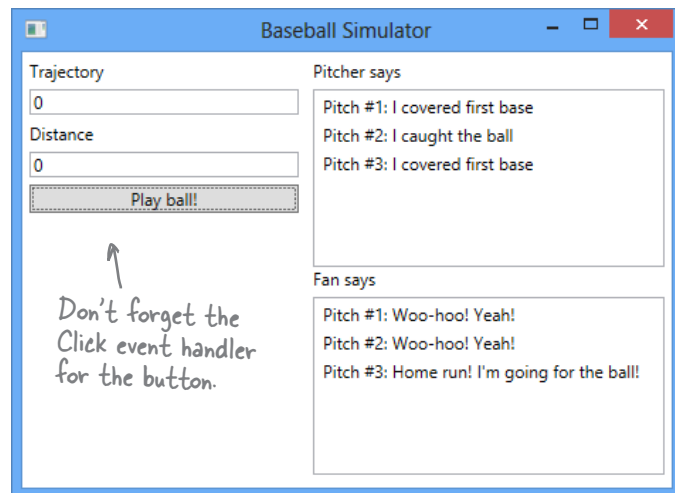 Baseball Simulator
Trajectory
0
Distance
0
Play ball!
Don't forget the
Click event handler
for the button.
Pitcher says
Pitch #1: I covered first base
Pitch #2: I caught the ball
Pitch #3: I covered first base
Fan says
Pitch #1: Woo-hoo! Yeah!
Pitch #2: Woo-hoo! Yeah!
Pitch #3: Home run! I'm going for the ball!